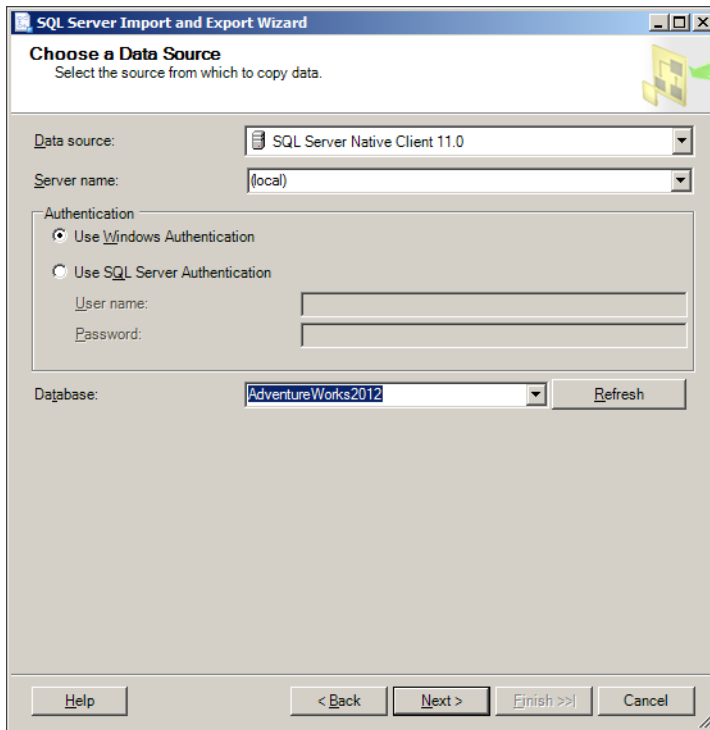 SQL Server Import and Export Wizard
Choose a Data Source
Select the source from which to copy data.
Data source: SQL Server Native Client 11.0
Server name: (local)
Authentication
Use Windows Authentication
Use SQL Server Authentication
User name:
Password:
Database: AdventureWorks2012 Refresh
Help < Back Next > Finish >>| Cancel